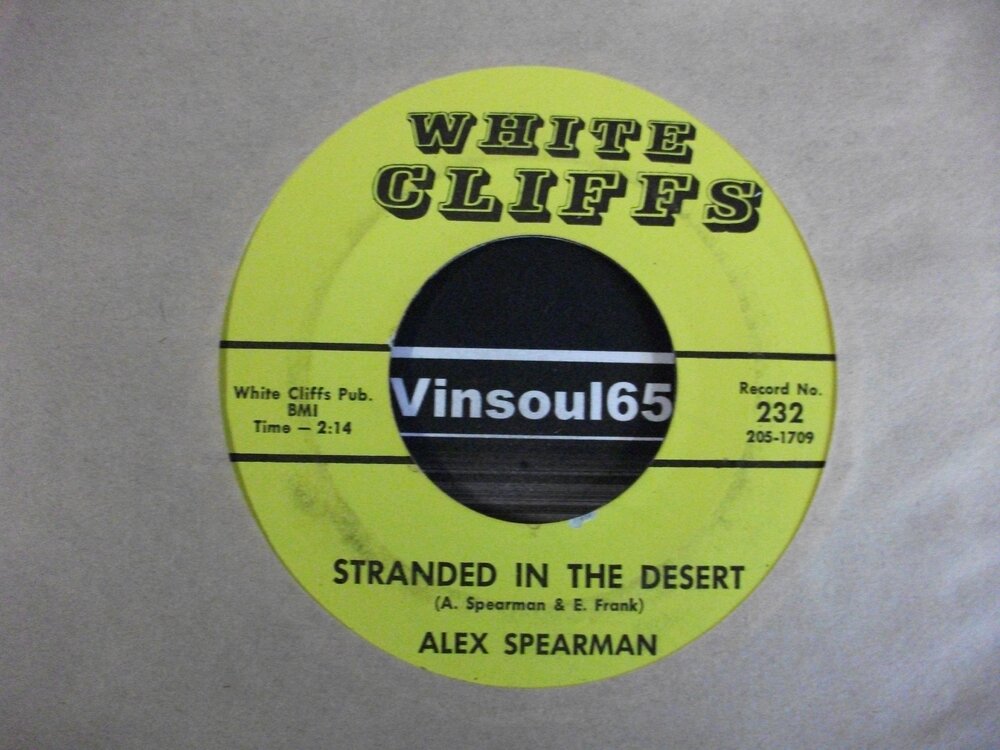 WHITE
CLIFFS
White Cliffs Pub.
BMI
Time — 2:14
Vinsoul65
Record No.
232
205-1709
STRANDED IN THE DESERT
(A. Spearman & E. Frank)
ALEX SPEARMAN